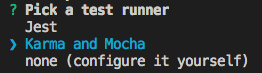 ? Pick a test runner
Jest
❯ Karma and Mocha
none (configure it yourself)